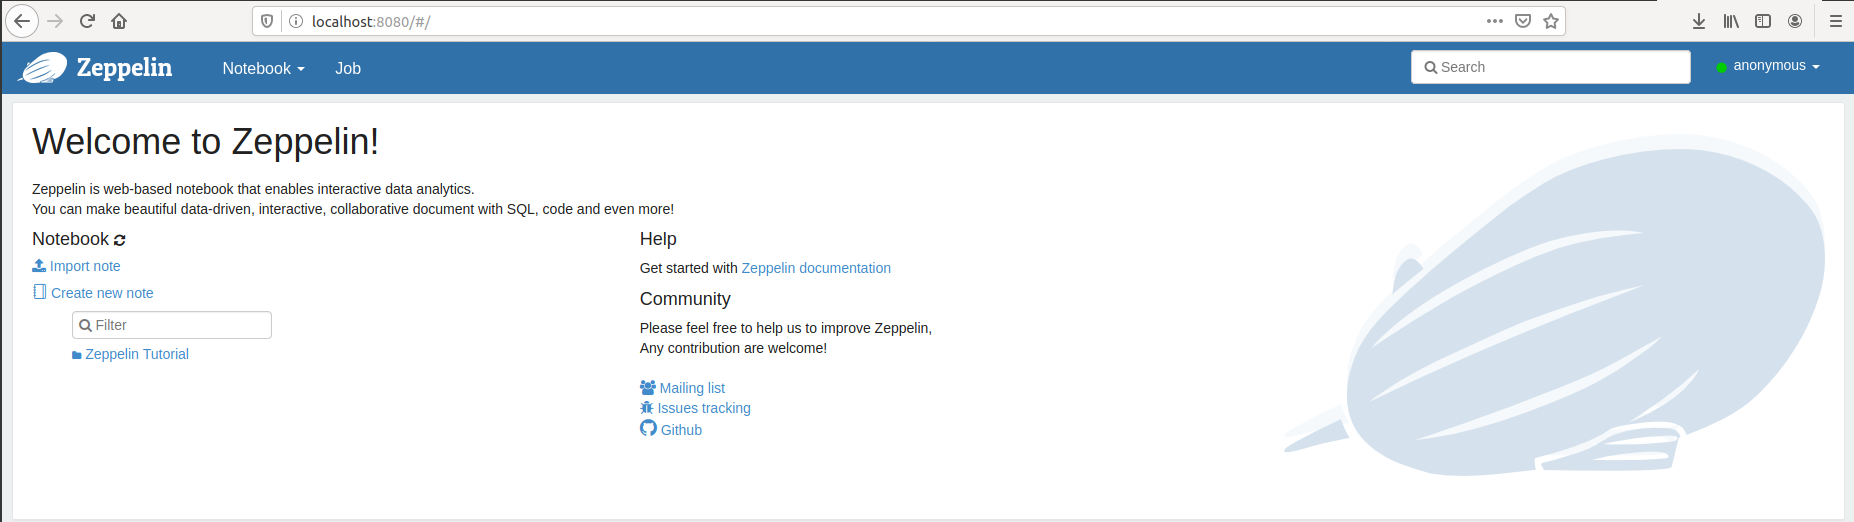 localhost:8080/#/
Zeppelin Notebook Job Search anonymous
Welcome to Zeppelin!
Zeppelin is web-based notebook that enables interactive data analytics.
You can make beautiful data-driven, interactive, collaborative document with SQL, code and even more!
Notebook
Import note
Create new note
Filter
Zeppelin Tutorial
Help
Get started with Zeppelin documentation
Community
Please feel free to help us to improve Zeppelin,
Any contribution are welcome!
Mailing list
Issues tracking
Github